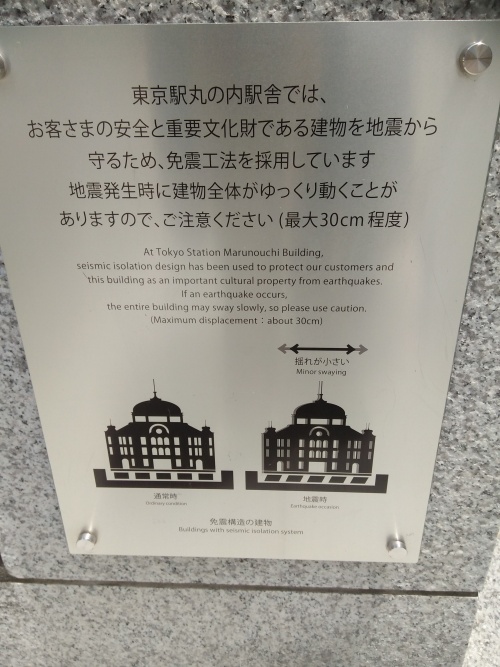 東京駅丸の内駅舎では、
お客さまの安全と重要文化財である建物を地震から
守るため、免震工法を採用しています
地震発生時に建物全体がゆっくり動くことが
ありますので、ご注意ください (最大30cm程度)
At Tokyo Station Marunouchi Building,
seismic isolation design has been used to protect our customers and
this building as an important cultural property from earthquakes.
If an earthquake occurs,
the entire building may sway slowly, so please use caution.
(Maximum displacement : about 30cm)
揺れが小さい
Minor swaying
通常時
地震時
免震構造の建物
Buildings with seismic isolation system